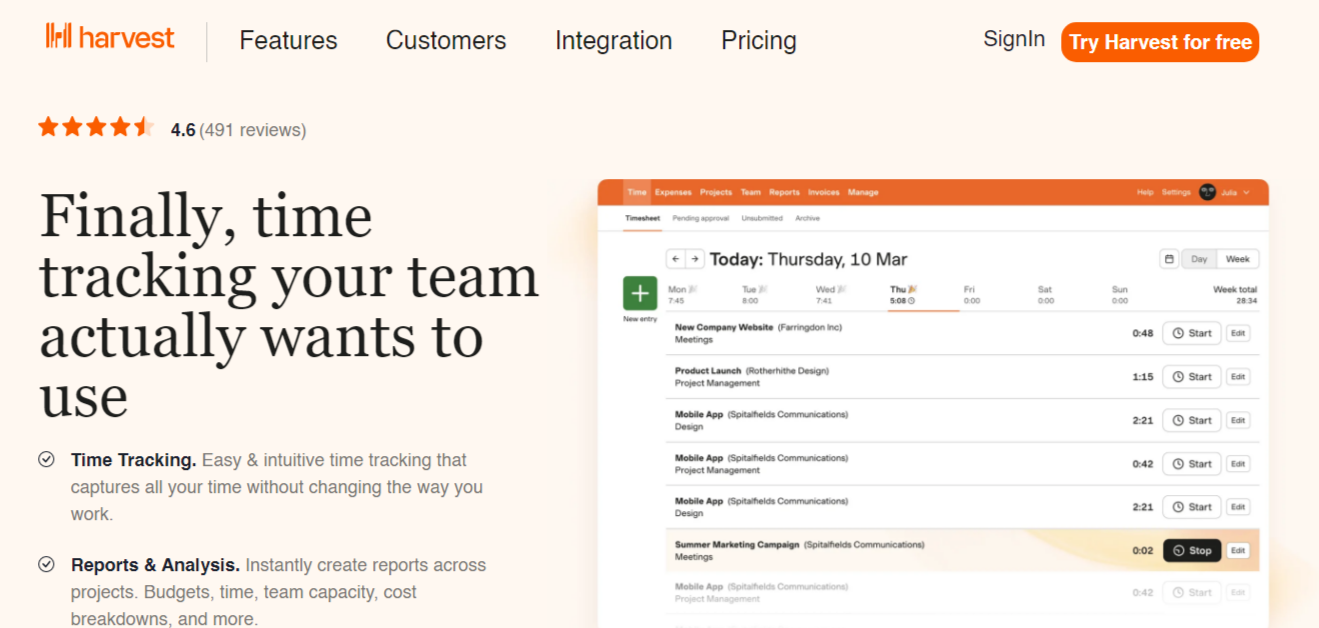 harvest
Features Customers Integration Pricing SignIn Try Harvest for free
4.6 (491 reviews)
Finally, time
tracking your team
actually wants to
use
Time Tracking. Easy & intuitive time tracking that
captures all your time without changing the way you
work.
Reports & Analysis. Instantly create reports across
projects. Budgets, time, team capacity, cost
breakdowns, and more.
Time Expenses Projects Team Reports Invoices Manage Help Settings Julia
Timesheet Pending approval Unsubmitted Archive
Today: Thursday, 10 Mar Day Week
New entry
Mon Tue Wed Thu Fri Sat Sun Week total
7:45 8:00 7:41 5:08 0:00 0:00 0:00 28:34
New Company Website (Farringdon Inc)
Meetings
0:48 Start Edit
Product Launch (Rotherhithe Design)
Project Management
1:15 Start Edit
Mobile App (Spitalfields Communications)
Design
2:21 Start Edit
Mobile App (Spitalfields Communications)
Project Management
0:42 Start Edit
Mobile App (Spitalfields Communications)
Design
2:21 Start Edit
Summer Marketing Campaign (Spitalfields Communications)
Meetings
0:02 Stop Edit
Mobile App (Spitalfields Communications)
Project Management
0:42 Start Edit